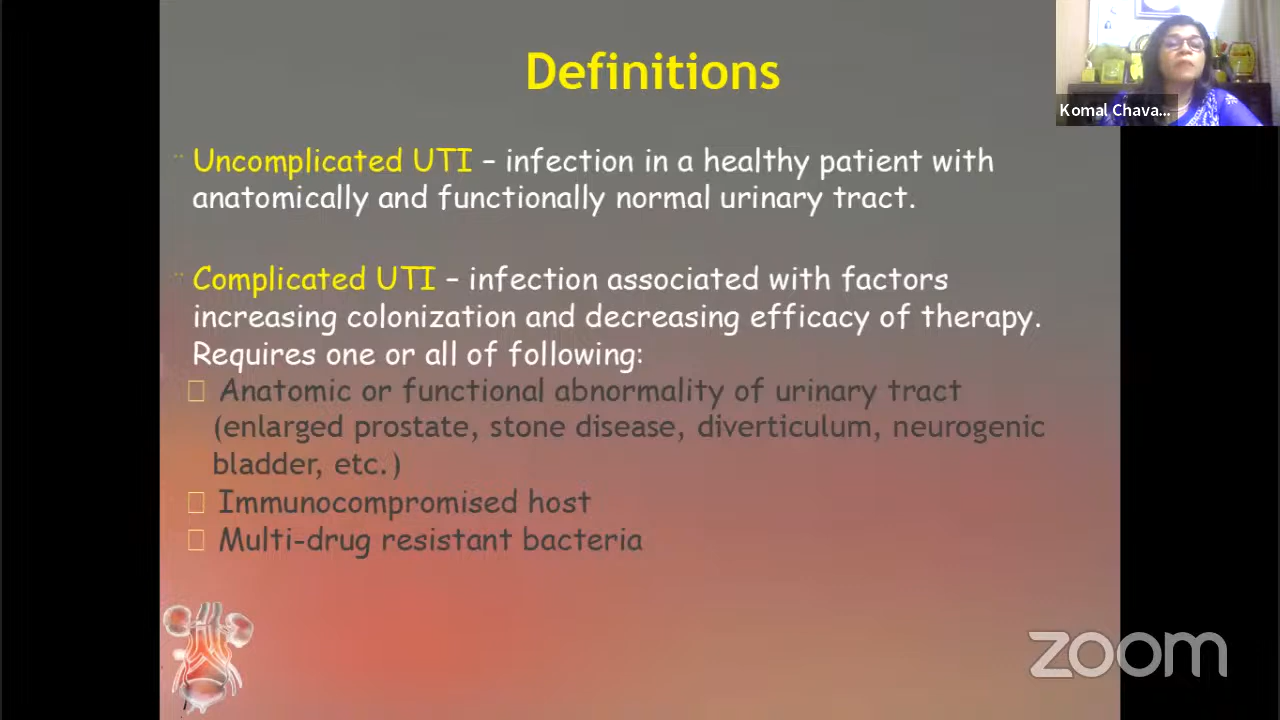 Definitions
Komal Chava...
Uncomplicated UTI – infection in a healthy patient with
anatomically and functionally normal urinary tract.
Complicated UTI – infection associated with factors
increasing colonization and decreasing efficacy of therapy.
Requires one or all of following:
Anatomic or functional abnormality of urinary tract
(enlarged prostate, stone disease, diverticulum, neurogenic
bladder, etc.)
Immunocompromised host
Multi-drug resistant bacteria
zoom